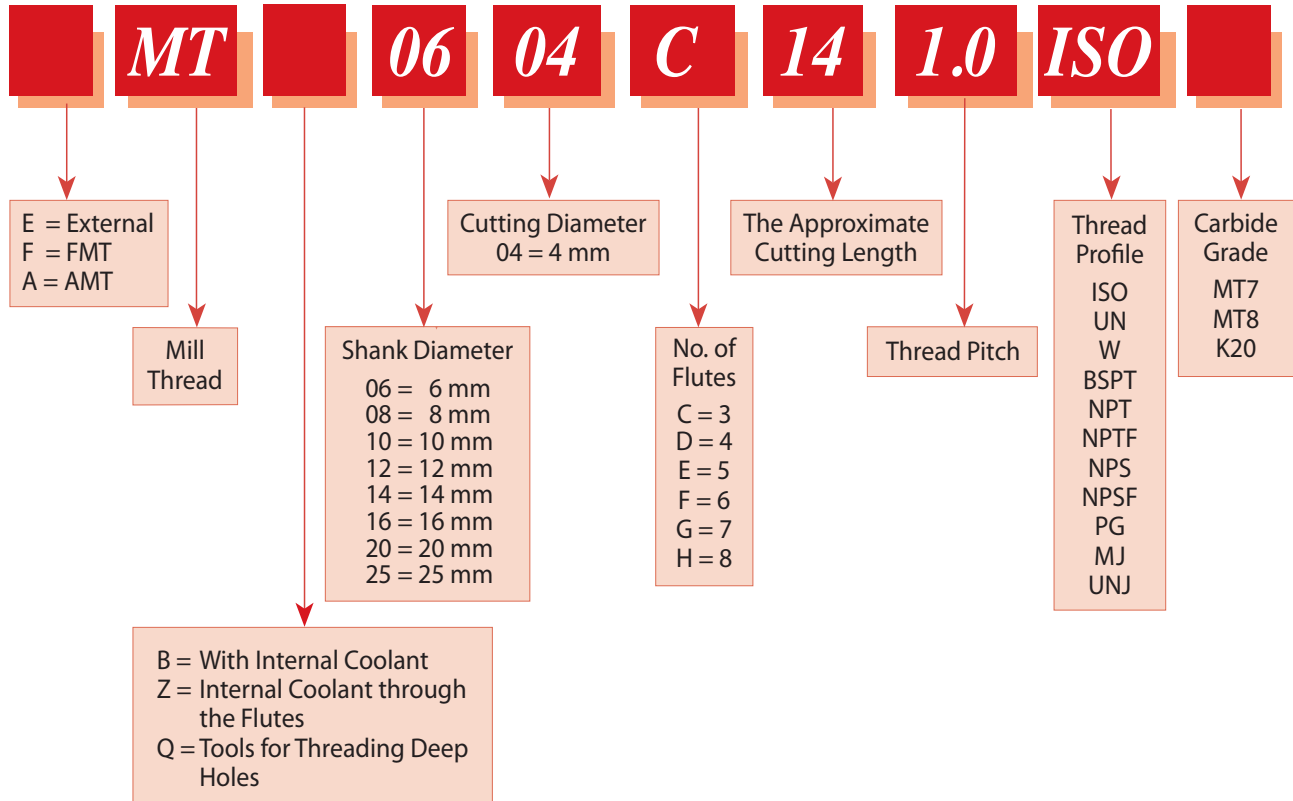 MT 06 04 C 14 1.0 ISO
E = External
F = FMT
A = AMT
Mill
Thread
B = With Internal Coolant
Z = Internal Coolant through
the Flutes
Q = Tools for Threading Deep
Holes
Shank Diameter
06 = 6 mm
08 = 8 mm
10 = 10 mm
12 = 12 mm
14 = 14 mm
16 = 16 mm
20 = 20 mm
25 = 25 mm
Cutting Diameter
04 = 4 mm
No. of
Flutes
C = 3
D = 4
E = 5
F = 6
G = 7
H = 8
The Approximate
Cutting Length
Thread Pitch
Thread
Profile
ISO
UN
W
BSPT
NPT
NPTF
NPS
NPSF
PG
MJ
UNJ
Carbide
Grade
MT7
MT8
K20